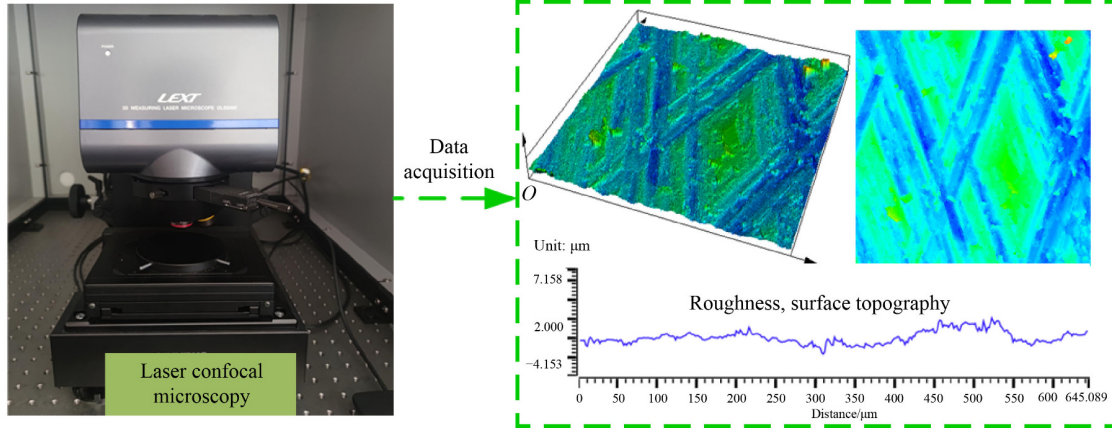 POWER
LEXT
3D MEASURING LASER MICROSCOPE
Laser confocal
microscopy
Data
acquisition
O
Unit: μm
7.158
2.000
−4.153
Roughness, surface topography
0 50 100 150 200 250 300 350 400 450 500 550 600 645.089
Distance/μm